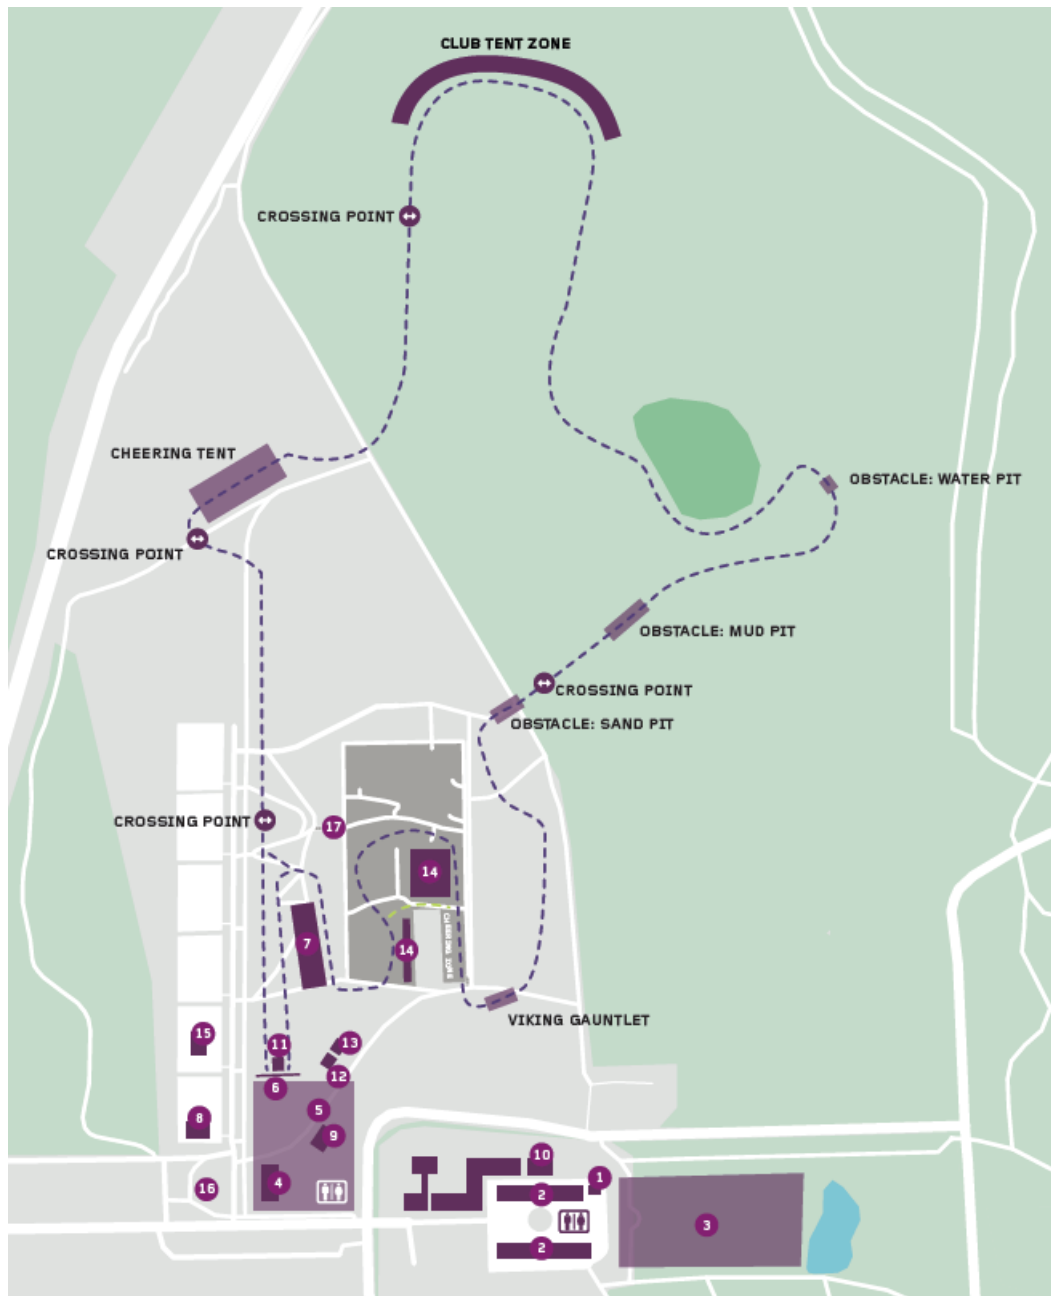 CLUB TENT ZONE
CROSSING POINT
CHEERING TENT
OBSTACLE: WATER PIT
CROSSING POINT
OBSTACLE: MUD PIT
CROSSING POINT
OBSTACLE: SAND PIT
CROSSING POINT
17
14
CHEERING ZONE
7
14
VIKING GAUNTLET
15
11
13
12
6
5
8
9
10
4
16
1
2
3
2